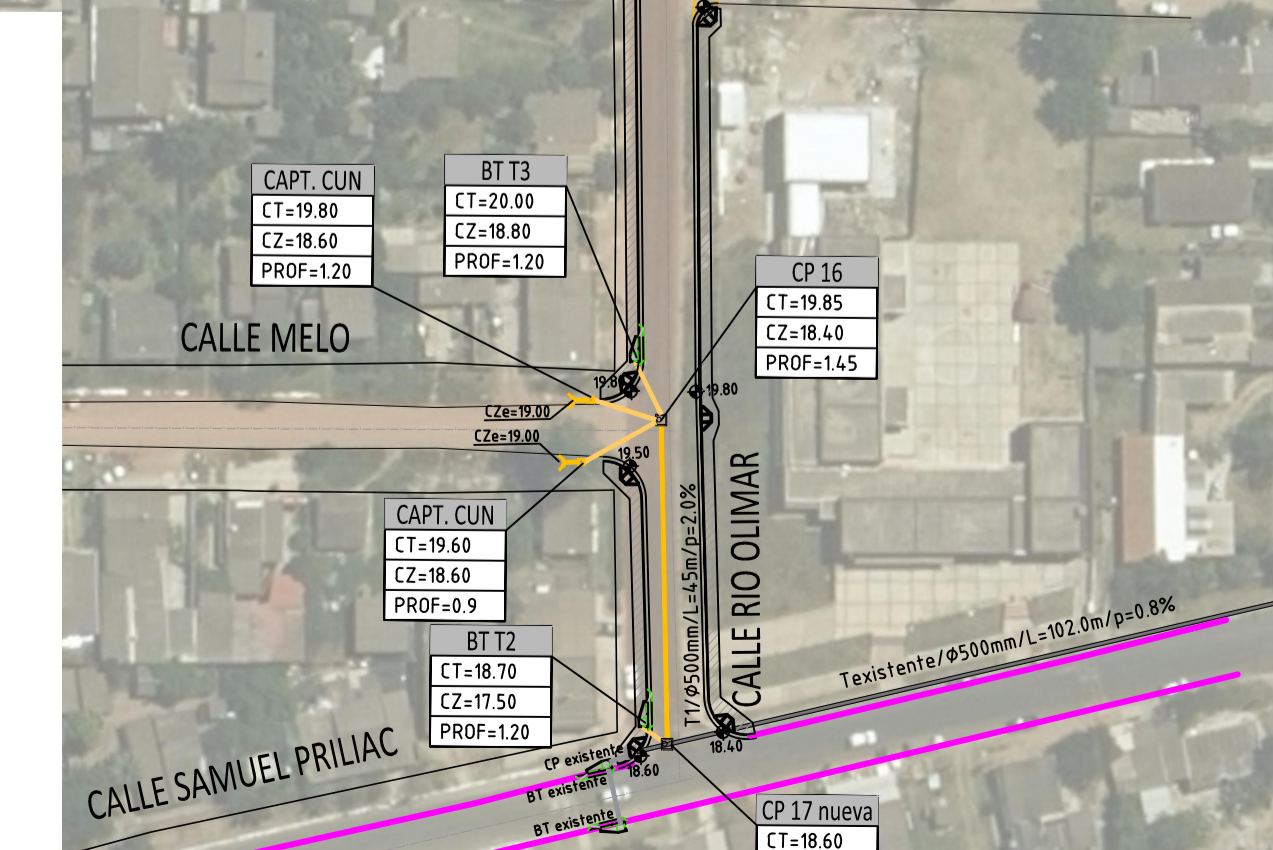 BT T3
CT=20.00
CZ=18.80
PROF=1.20
CAPT. CUN
CT=19.80
CZ=18.60
PROF=1.20
CP 16
CT=19.85
CZ=18.40
PROF=1.45
CALLE MELO
19.80
CZe=19.00
CZe=19.00
19.50
CALLE RIO OLIMAR
T1/Φ500mm/L=45m/p=2.0%
CAPT. CUN
CT=19.60
CZ=18.60
PROF=0.9
BT T2
CT=18.70
CZ=17.50
PROF=1.20
Texistente/Φ500mm/L=102.0m/p=0.8%
CALLE SAMUEL PRILIAC
CP existente
BT existente
BT existente
18.60
18.40
CP 17 nueva
CT=18.60